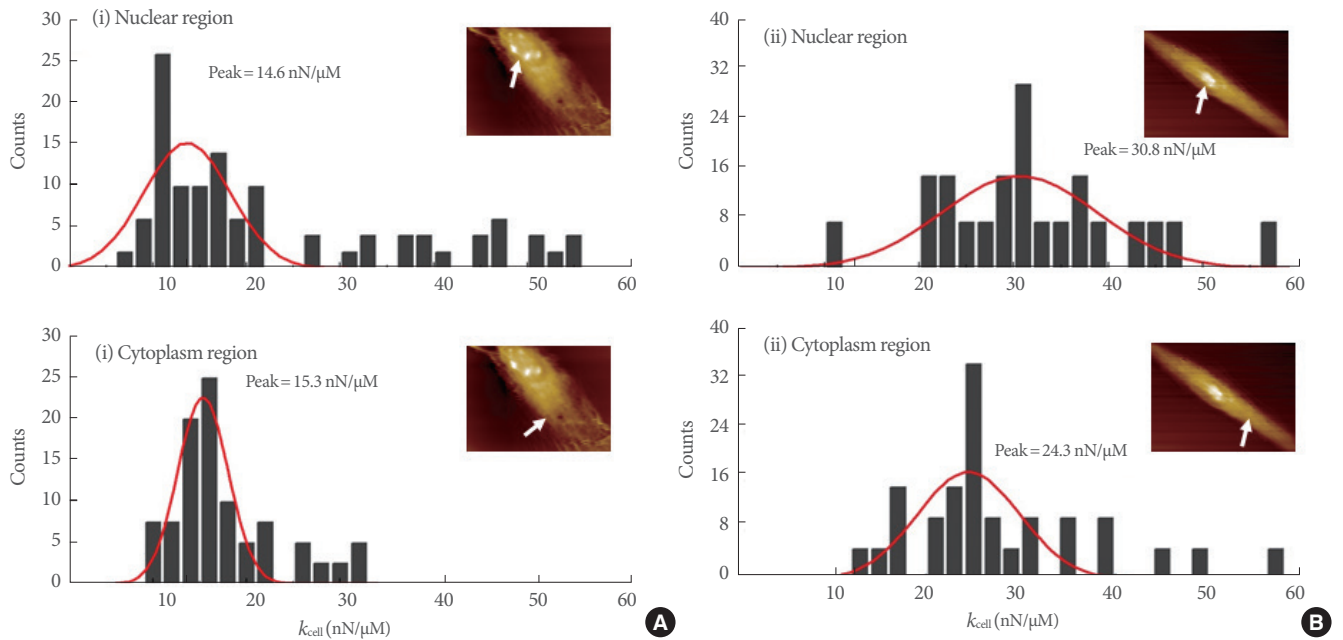 (i) Nuclear region
Peak = 14.6 nN/μM
Counts
30
25
20
15
10
5
0
10 20 30 40 50 60
(i) Cytoplasm region
Peak = 15.3 nN/μM
Counts
30
25
20
15
10
5
0
10 20 30 40 50 60
kcell (nN/μM)
A
(ii) Nuclear region
Peak = 30.8 nN/μM
Counts
40
32
24
14
8
0
10 20 30 40 50 60
(ii) Cytoplasm region
Peak = 24.3 nN/μM
Counts
40
32
24
16
8
0
10 20 30 40 50 60
kcell (nN/μM)
B